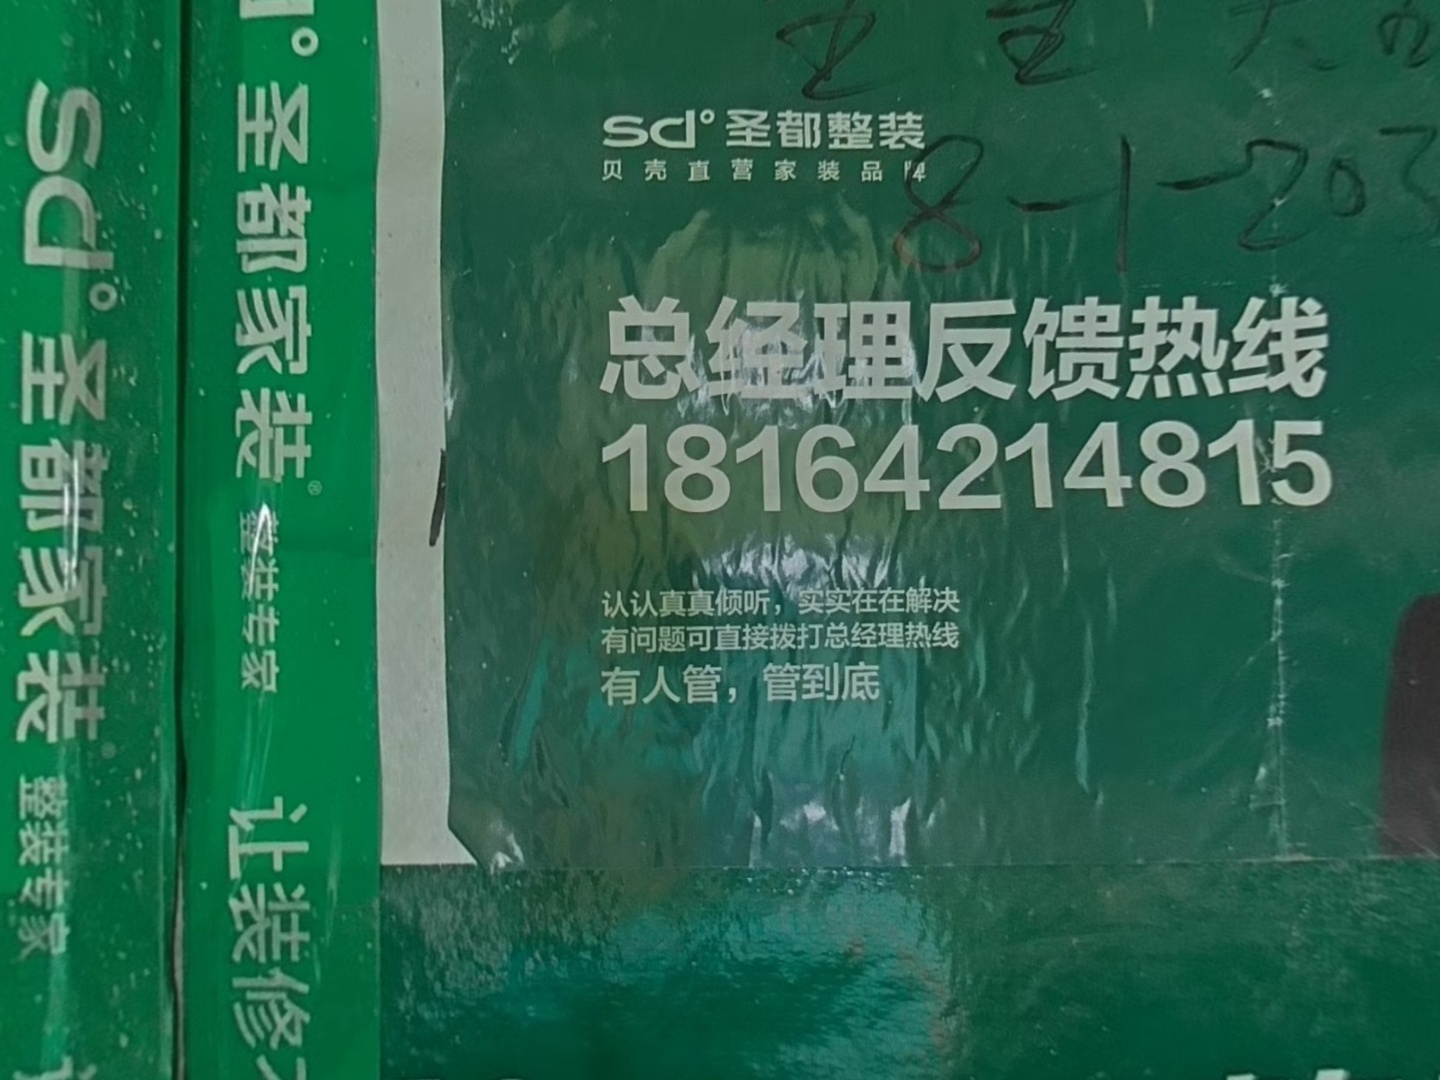 sd°圣都家装
整装专家
圣都家装®
整装专家
让装修
sd°圣都整装
贝壳直营家装品牌
8-1-203
总经理反馈热线
18164214815
认认真真倾听，实实在在解决
有问题可直接拨打总经理热线
有人管，管到底